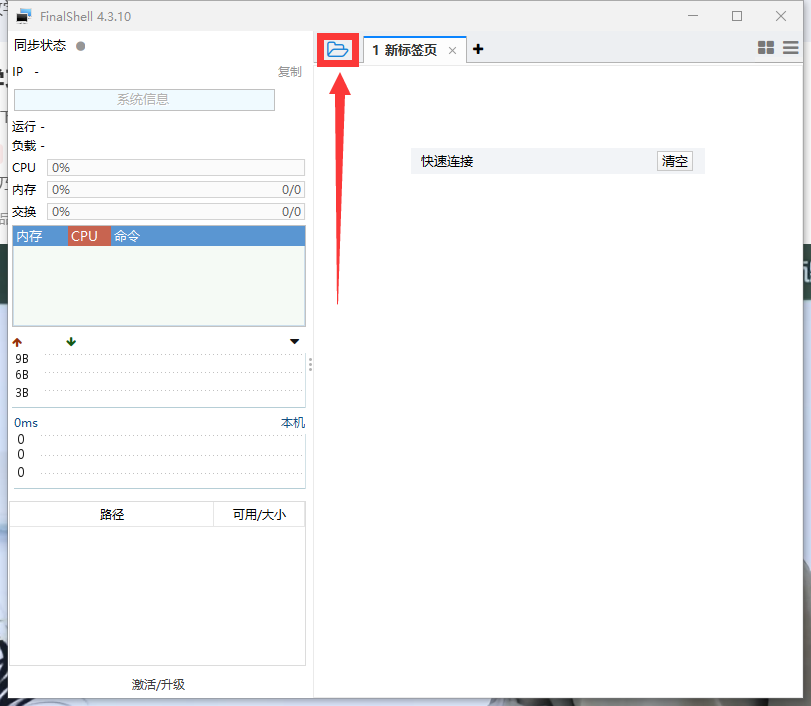 FinalShell 4.3.10
同步状态
IP -
复制
系统信息
运行 -
负载 -
CPU 0%
内存 0% 0/0
交换 0% 0/0
内存 CPU 命令
9B
6B
3B
0ms 本机
0
0
0
路径 可用/大小
激活/升级
1 新标签页
快速连接 清空